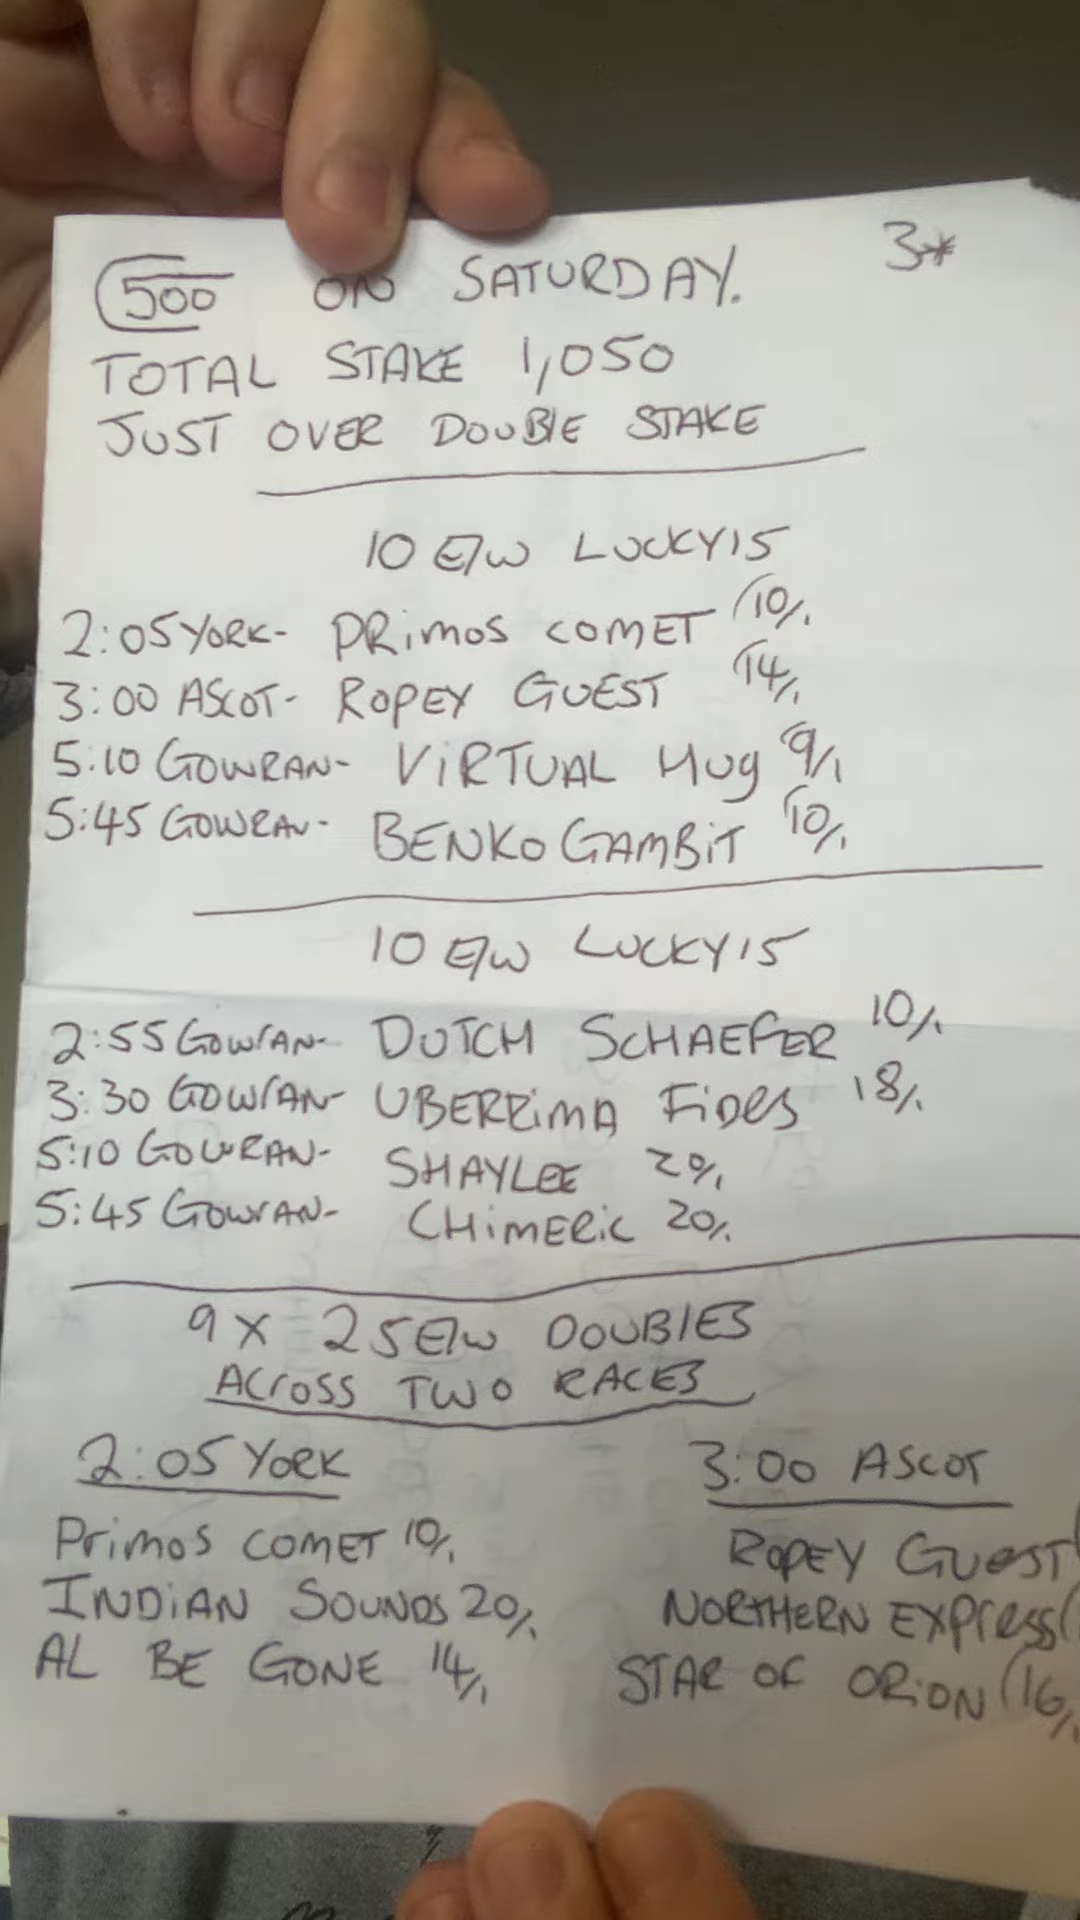 500 ON SATURDAY. 3*
TOTAL STAKE 1,050
JUST OVER DOUBLE STAKE
10 E/W LUCKY15
2:05 YORK- PRIMOS COMET (10/1
3:00 ASCOT- ROPEY GUEST (14/1
5:10 GOWRAN- VIRTUAL HUG (9/1
5:45 GOWRAN- BENKO GAMBIT (10/1
10 E/W LUCKY15
2:55 GOWRAN- DUTCH SCHAEFER 10/1
3:30 GOWRAN- UBERRIMA FIDES 18/1
5:10 GOWRAN- SHAYLEE 20/1
5:45 GOWRAN- CHIMERIC 20/1
9 X 25 E/W DOUBLES
ACROSS TWO RACES
2:05 YORK 3:00 ASCOT
PRIMOS COMET 10/1 ROPEY GUEST (
INDIAN SOUNDS 20/1 NORTHERN EXPRESS (
AL BE GONE 14/1 STAR OF ORION (16/1